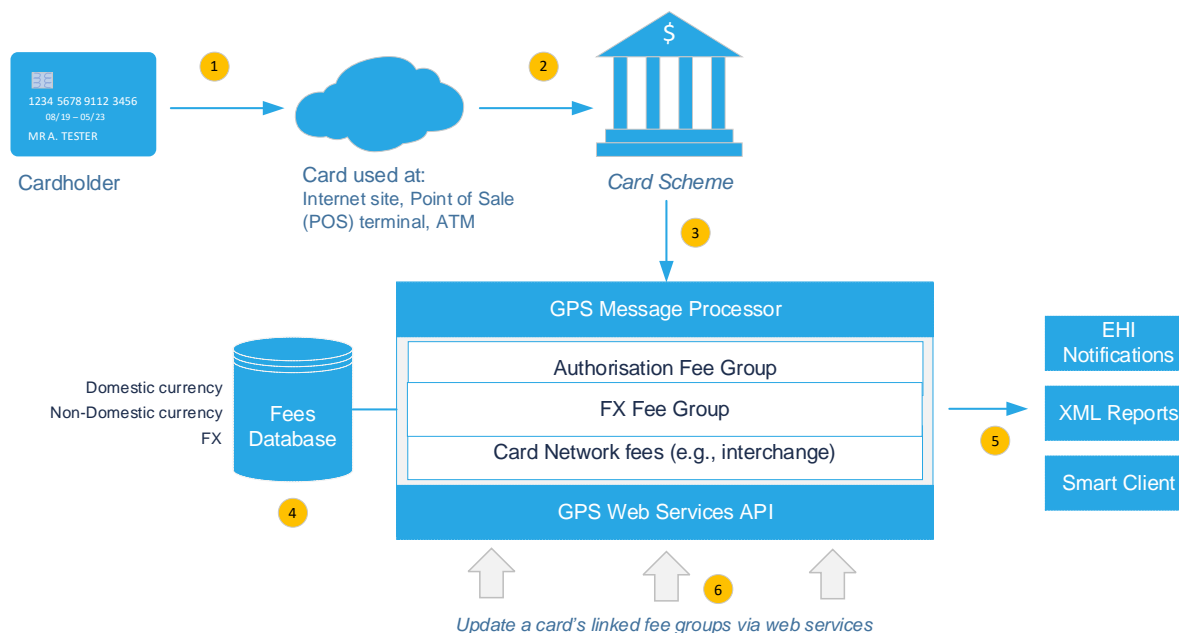 1
2
$
1234 5678 9112 3456
08/19 – 05/23
MR A. TESTER
Cardholder
Card used at:
Internet site, Point of Sale
(POS) terminal, ATM
Card Scheme
3
GPS Message Processor
Authorisation Fee Group
FX Fee Group
Card Network fees (e.g., interchange)
GPS Web Services API
Domestic currency
Non-Domestic currency
FX
Fees
Database
4
5
EHI
Notifications
XML Reports
Smart Client
6
Update a card's linked fee groups via web services